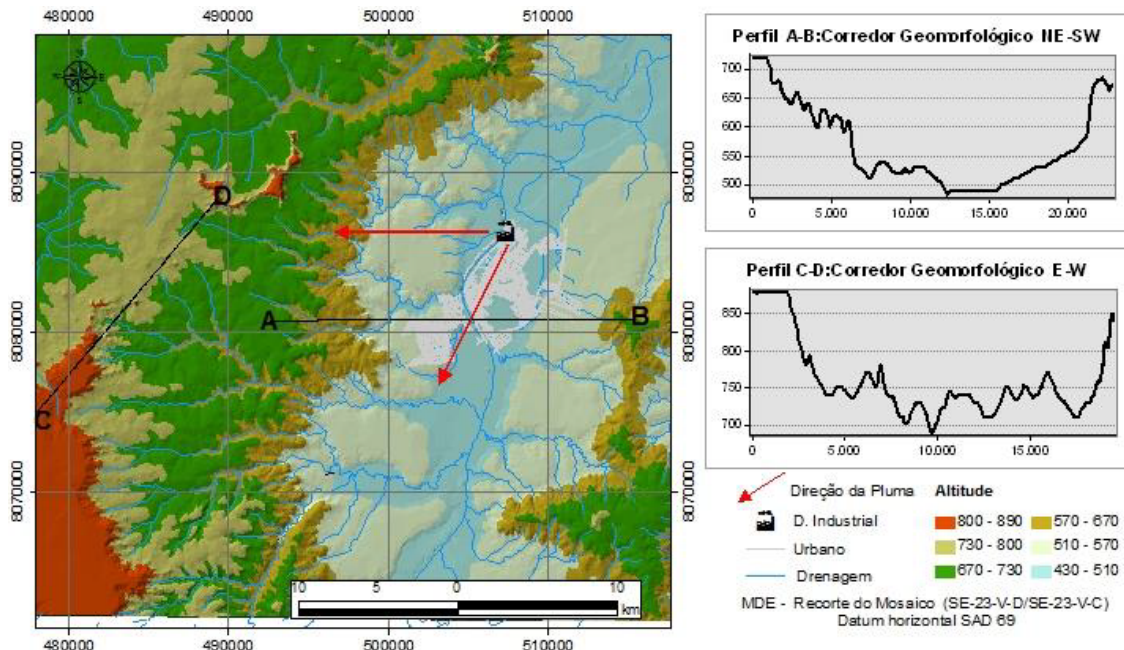 480000 490000 500000 510000
8090000 8090000
8080000 8080000
8070000 8070000
D
A
B
C
10 5 0 10
km
480000 490000 500000 510000
Perfil A-B:Corredor Geomorfológico NE-SW
700
650
600
550
500
0 5.000 10.000 15.000 20.000
Perfil C-D:Corredor Geomorfológico E-W
850
800
750
700
0 5.000 10.000 15.000
Direção da Pluma
D. Industrial
Urbano
Drenagem
Altitude
800 - 890 570 - 670
730 - 800 510 - 570
670 - 730 430 - 510
MDE - Recorte do Mosaico (SE-23-V-D/SE-23-V-C)
Datum horizontal SAD 69